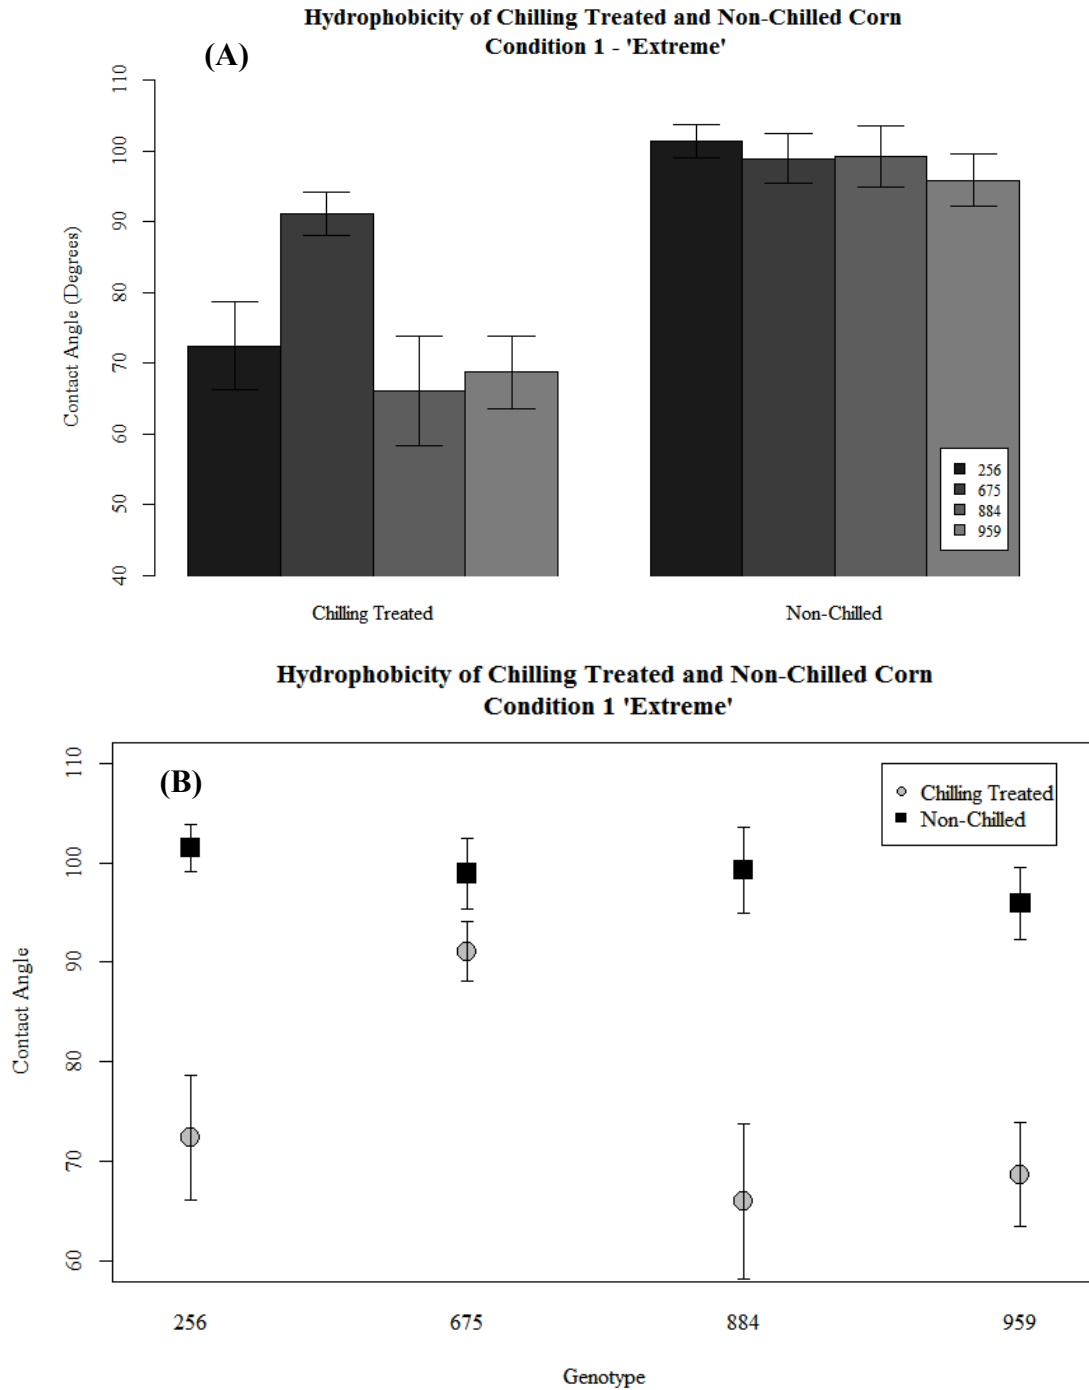 Hydrophobicity of Chilling Treated and Non-Chilled Corn
Condition 1 - 'Extreme'
(A)
110
100
90
80
70
60
50
40
Contact Angle (Degrees)
256
675
884
959
Chilling Treated
Non-Chilled
Hydrophobicity of Chilling Treated and Non-Chilled Corn
Condition 1 'Extreme'
(B)
Chilling Treated
Non-Chilled
110
100
90
80
70
60
Contact Angle
256
675
884
959
Genotype